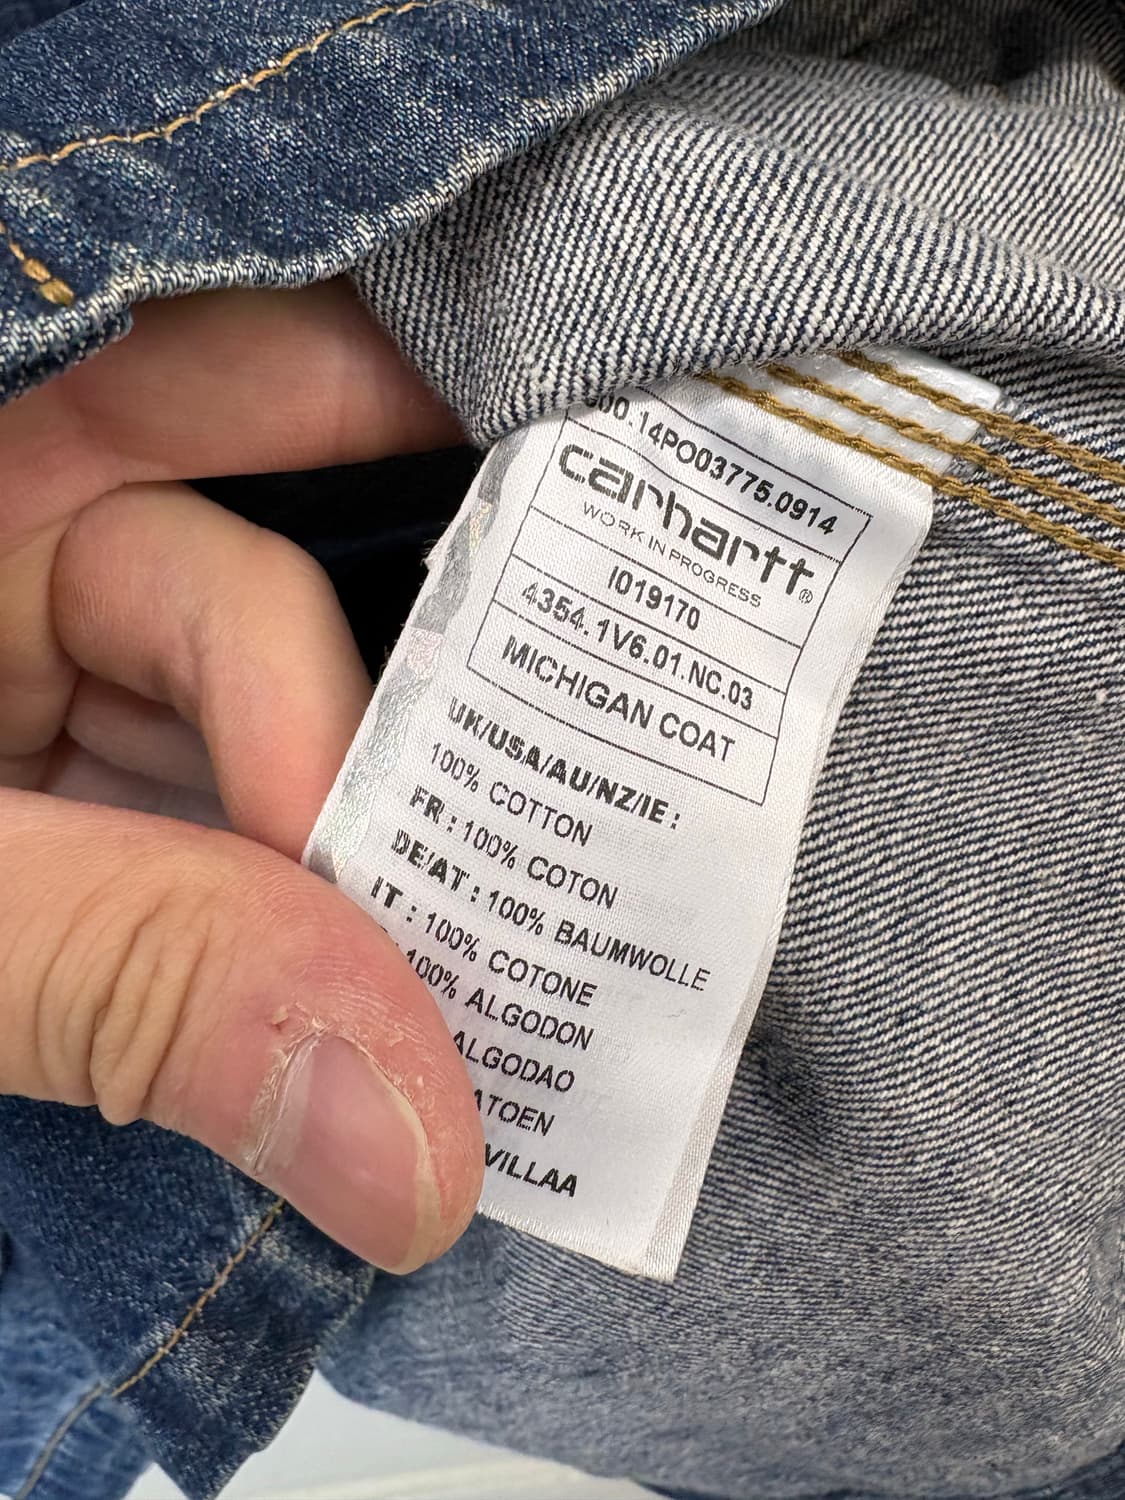 00.14PO03775.0914
carhartt®
WORK IN PROGRESS
I019170
4354.1V6.01.NC.03
MICHIGAN COAT
UK/USA/AU/NZ/IE :
100% COTTON
FR : 100% COTON
DE/AT : 100% BAUMWOLLE
IT : 100% COTONE
100% ALGODON
ALGODAO
ATOEN
VILLAA